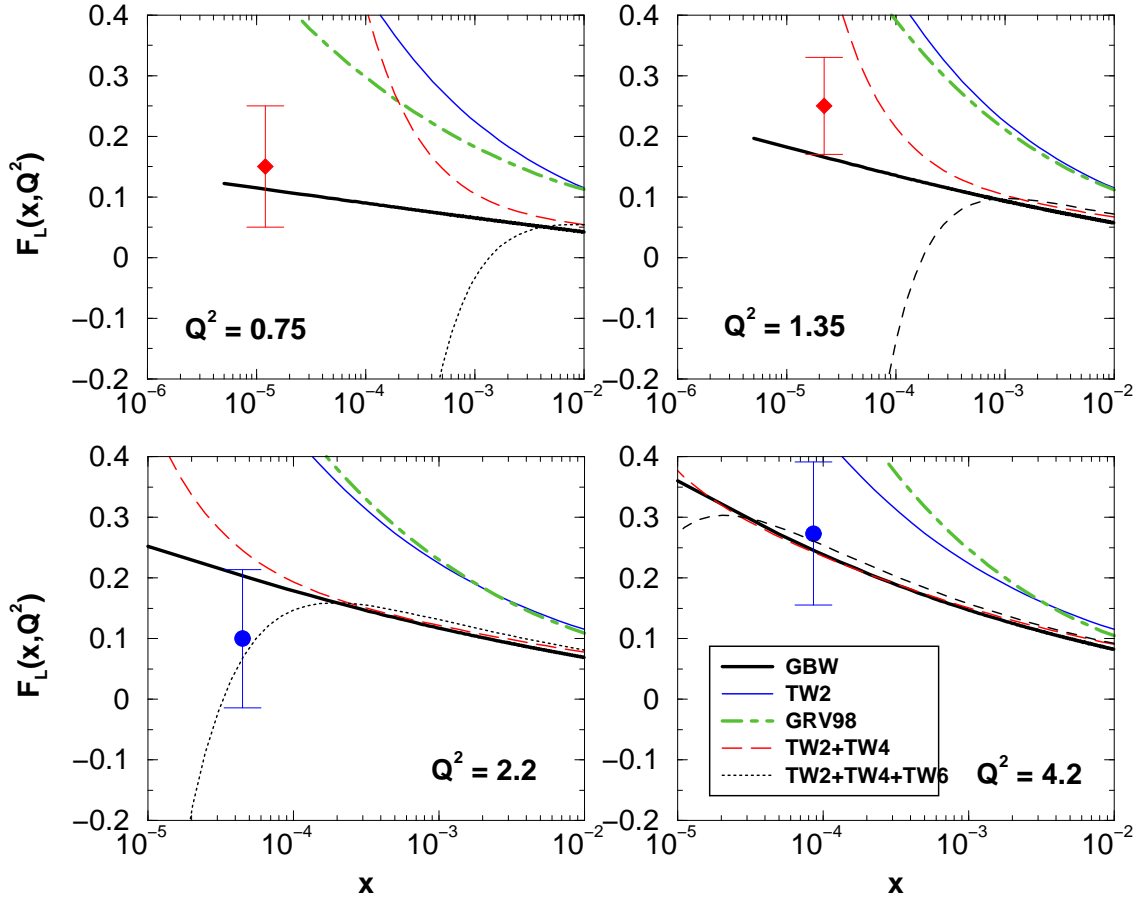 0.4
0.3
0.2
0.1
0
−0.1
−0.2
F_L(x,Q^2)
Q^2 = 0.75
10^−6 10^−5 10^−4 10^−3 10^−2
0.4
0.3
0.2
0.1
0
−0.1
−0.2
Q^2 = 1.35
10^−6 10^−5 10^−4 10^−3 10^−2
0.4
0.3
0.2
0.1
0
−0.1
−0.2
F_L(x,Q^2)
Q^2 = 2.2
10^−5 10^−4 10^−3 10^−2
x
0.4
0.3
0.2
0.1
0
−0.1
−0.2
GBW
TW2
GRV98
TW2+TW4
TW2+TW4+TW6
Q^2 = 4.2
10^−5 10^−4 10^−3 10^−2
x